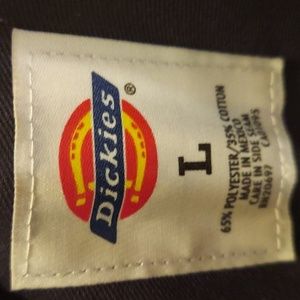 Dickies®
L
65% POLYESTER/35% COTTON
MADE IN MEXICO
CARE IN SIDE SEAM